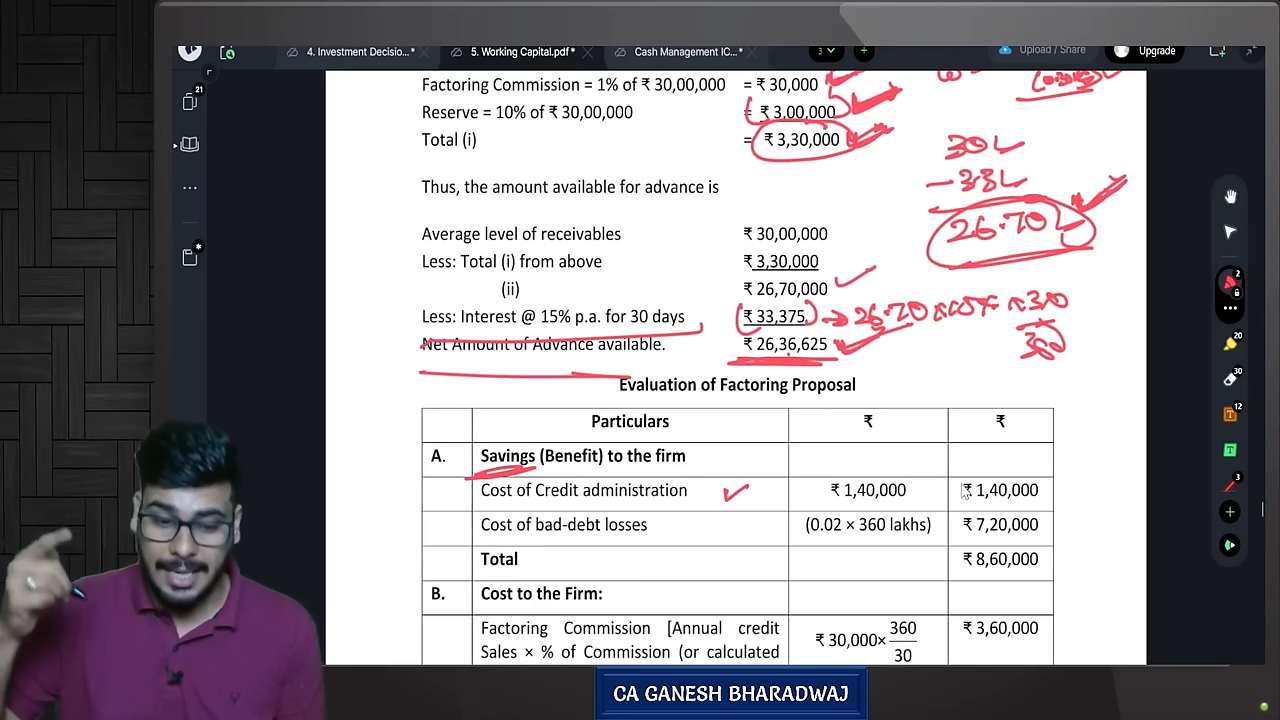 4. Investment Decisio...* 5. Working Capital.pdf* Cash Management IC...* 3 Upload / Share Upgrade
21
Factoring Commission = 1% of ₹ 30,00,000 = ₹ 30,000
Reserve = 10% of ₹ 30,00,000 = ₹ 3,00,000
Total (i) = ₹ 3,30,000
30L
- 3.3L
26.70L
Thus, the amount available for advance is
Average level of receivables ₹ 30,00,000
Less: Total (i) from above ₹ 3,30,000
(ii) ₹ 26,70,000
Less: Interest @ 15% p.a. for 30 days ₹ 33,375
Net Amount of Advance available. ₹ 26,36,625
Evaluation of Factoring Proposal
Particulars ₹ ₹
A. Savings (Benefit) to the firm
Cost of Credit administration ₹ 1,40,000 ₹ 1,40,000
Cost of bad-debt losses (0.02 × 360 lakhs) ₹ 7,20,000
Total ₹ 8,60,000
B. Cost to the Firm:
Factoring Commission [Annual credit ₹ 30,000× 360/30 ₹ 3,60,000
Sales × % of Commission (or calculated
2
20
30
12
3
CA GANESH BHARADWAJ